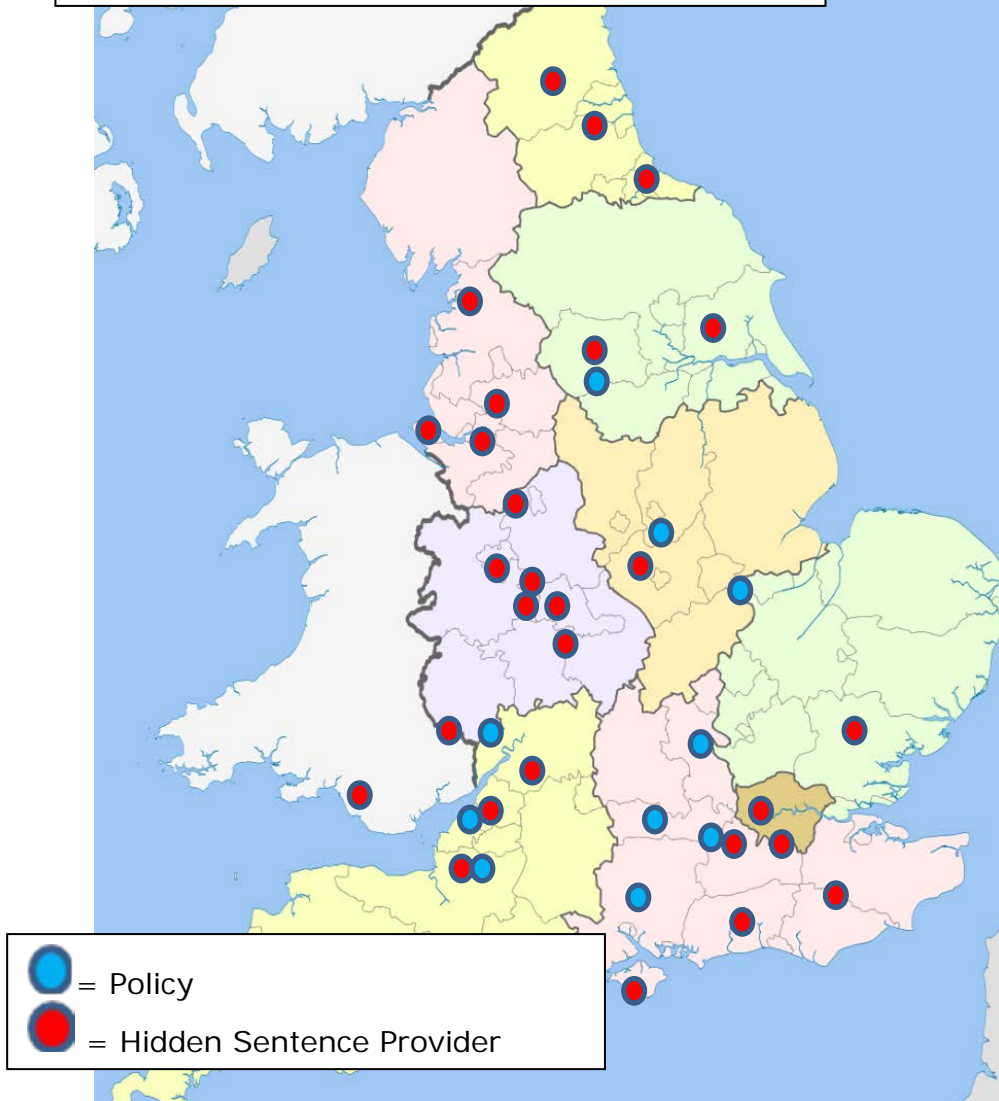 = Policy
= Hidden Sentence Provider